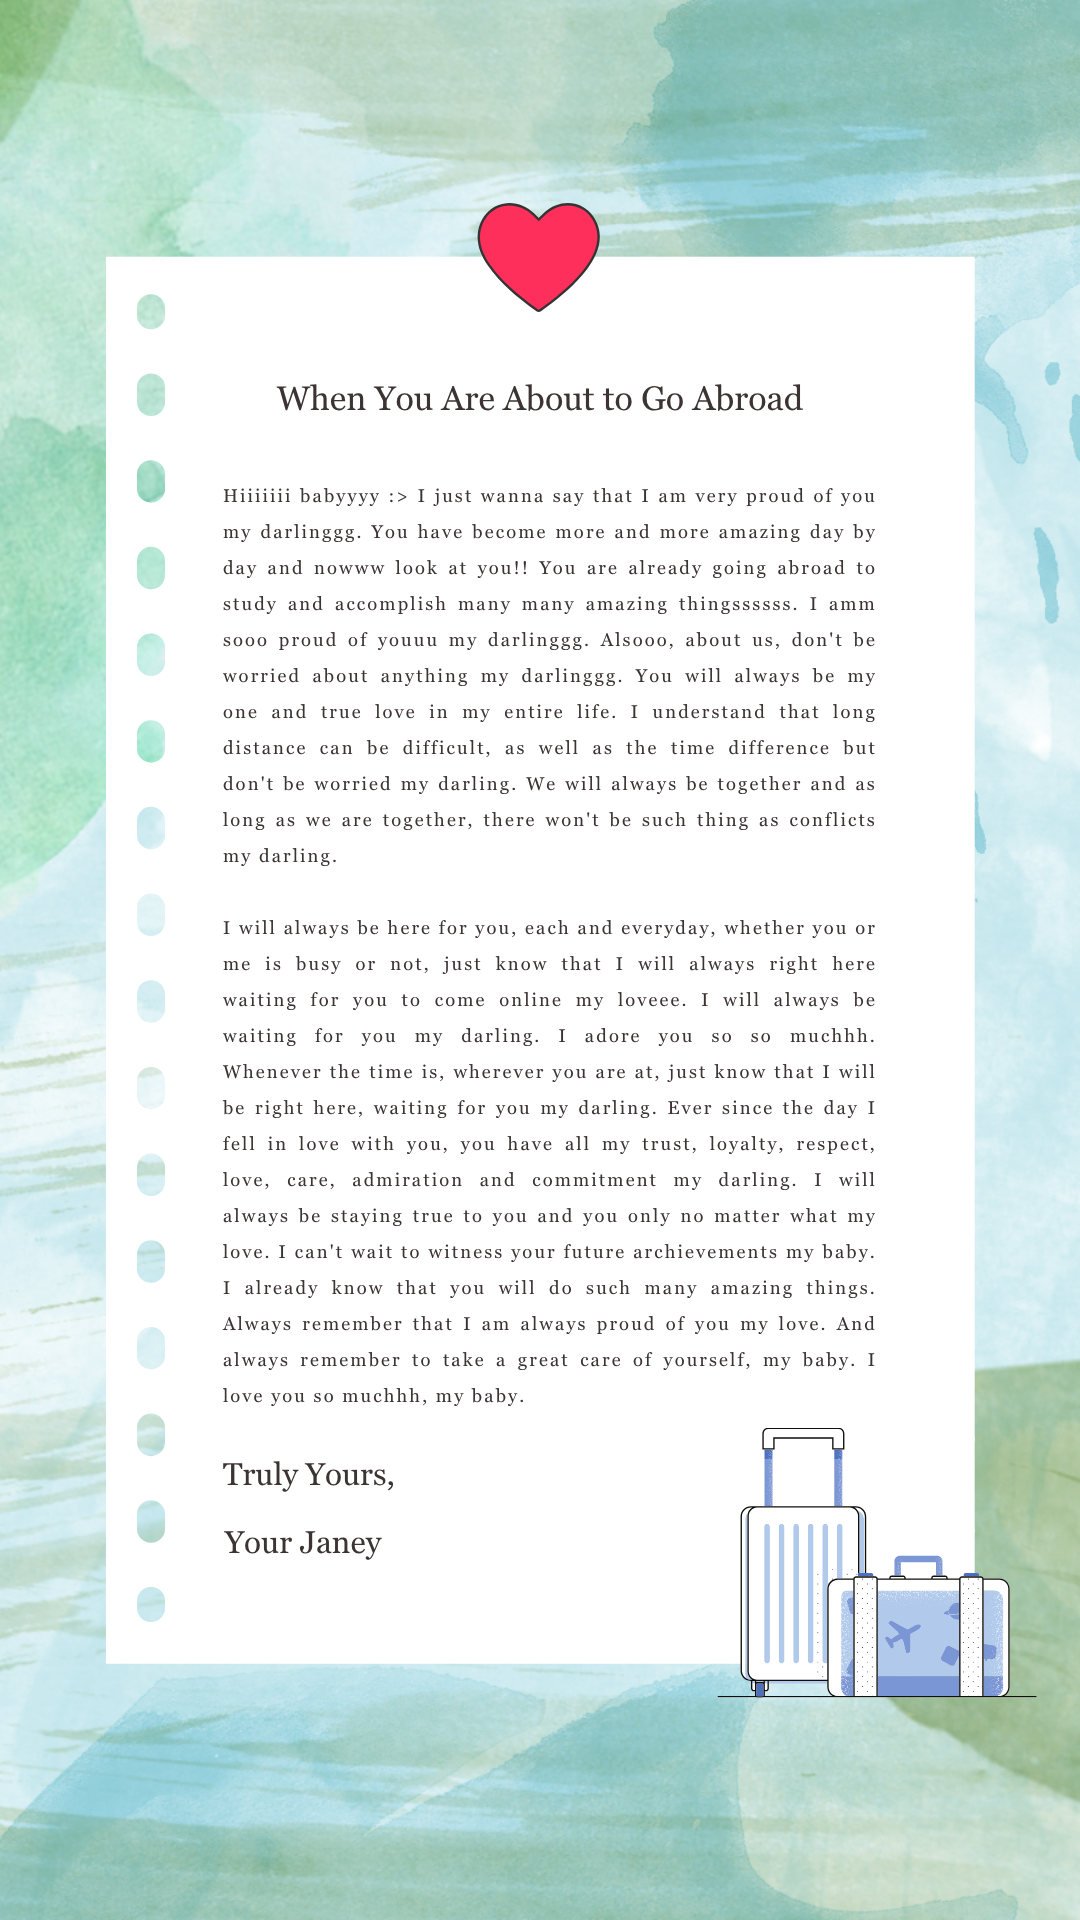 When You Are About to Go Abroad
Hiiiiiii babyyyy :> I just wanna say that I am very proud of you
my darlinggg. You have become more and more amazing day by
day and nowww look at you!! You are already going abroad to
study and accomplish many many amazing thingssssss. I amm
sooo proud of youuu my darlinggg. Alsooo, about us, don't be
worried about anything my darlinggg. You will always be my
one and true love in my entire life. I understand that long
distance can be difficult, as well as the time difference but
don't be worried my darling. We will always be together and as
long as we are together, there won't be such thing as conflicts
my darling.
I will always be here for you, each and everyday, whether you or
me is busy or not, just know that I will always right here
waiting for you to come online my loveee. I will always be
waiting for you my darling. I adore you so so muchhh.
Whenever the time is, wherever you are at, just know that I will
be right here, waiting for you my darling. Ever since the day I
fell in love with you, you have all my trust, loyalty, respect,
love, care, admiration and commitment my darling. I will
always be staying true to you and you only no matter what my
love. I can't wait to witness your future archievements my baby.
I already know that you will do such many amazing things.
Always remember that I am always proud of you my love. And
always remember to take a great care of yourself, my baby. I
love you so muchhh, my baby.
Truly Yours,
Your Janey